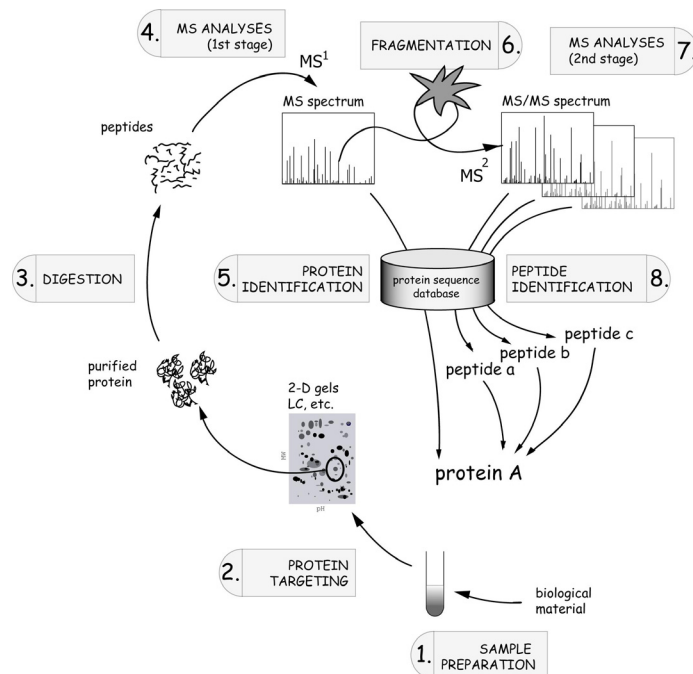 4. MS ANALYSES
(1st stage)
FRAGMENTATION 6.
MS ANALYSES 7.
(2nd stage)
MS1
MS spectrum
MS/MS spectrum
MS2
peptides
3. DIGESTION
5. PROTEIN
IDENTIFICATION
protein sequence
database
PEPTIDE
IDENTIFICATION 8.
peptide c
peptide b
peptide a
purified
protein
2-D gels
LC, etc.
MW
pH
protein A
2. PROTEIN
TARGETING
biological
material
1. SAMPLE
PREPARATION